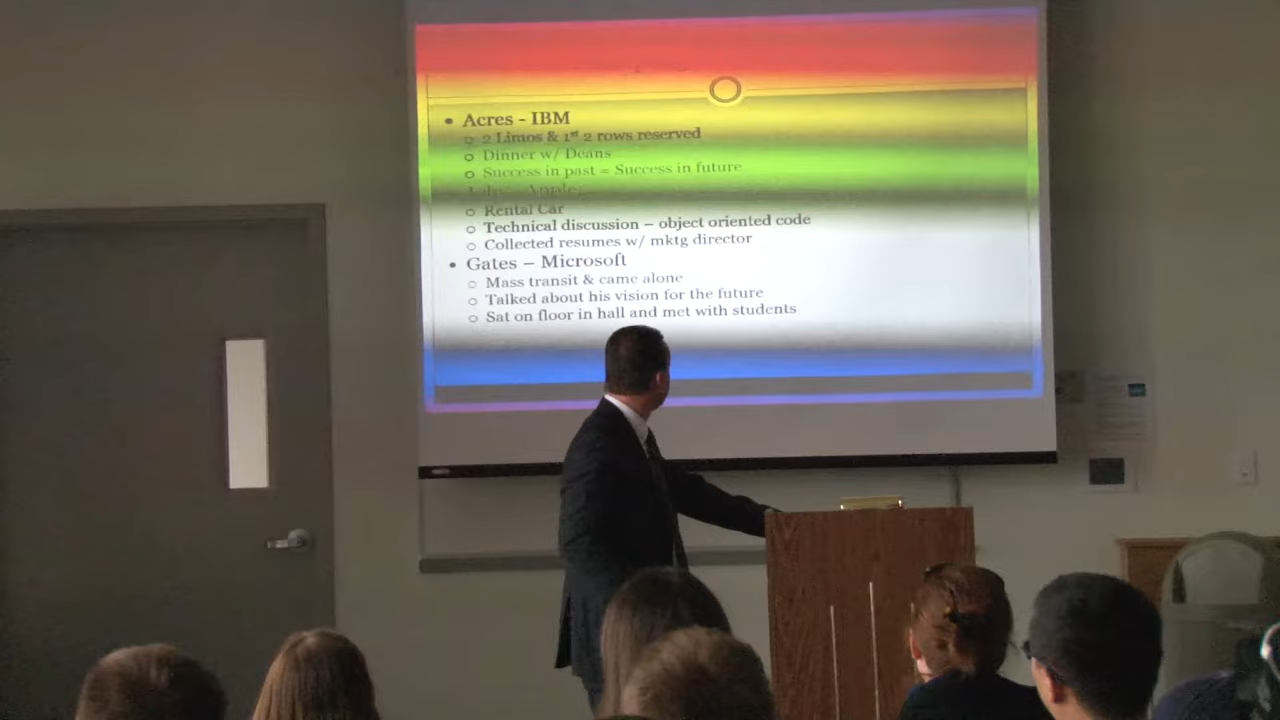 • Acres - IBM
○ 2 Limos & 1st 2 rows reserved
○ Dinner w/ Deans
○ Success in past = Success in future
Apple
○ Rental Car
○ Technical discussion – object oriented code
○ Collected resumes w/ mktg director
• Gates – Microsoft
○ Mass transit & came alone
○ Talked about his vision for the future
○ Sat on floor in hall and met with students